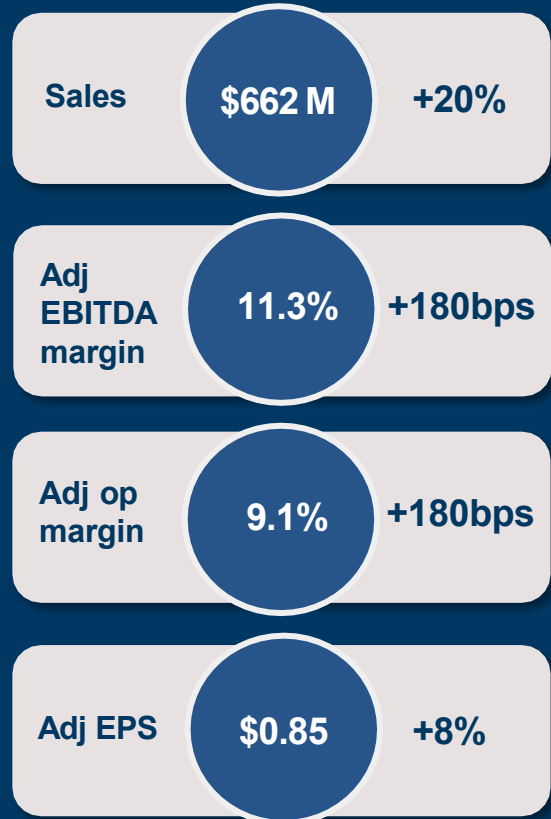 Sales
$662 M
+20%
Adj
EBITDA
margin
11.3%
+180bps
Adj op
margin
9.1%
+180bps
Adj EPS
$0.85
+8%